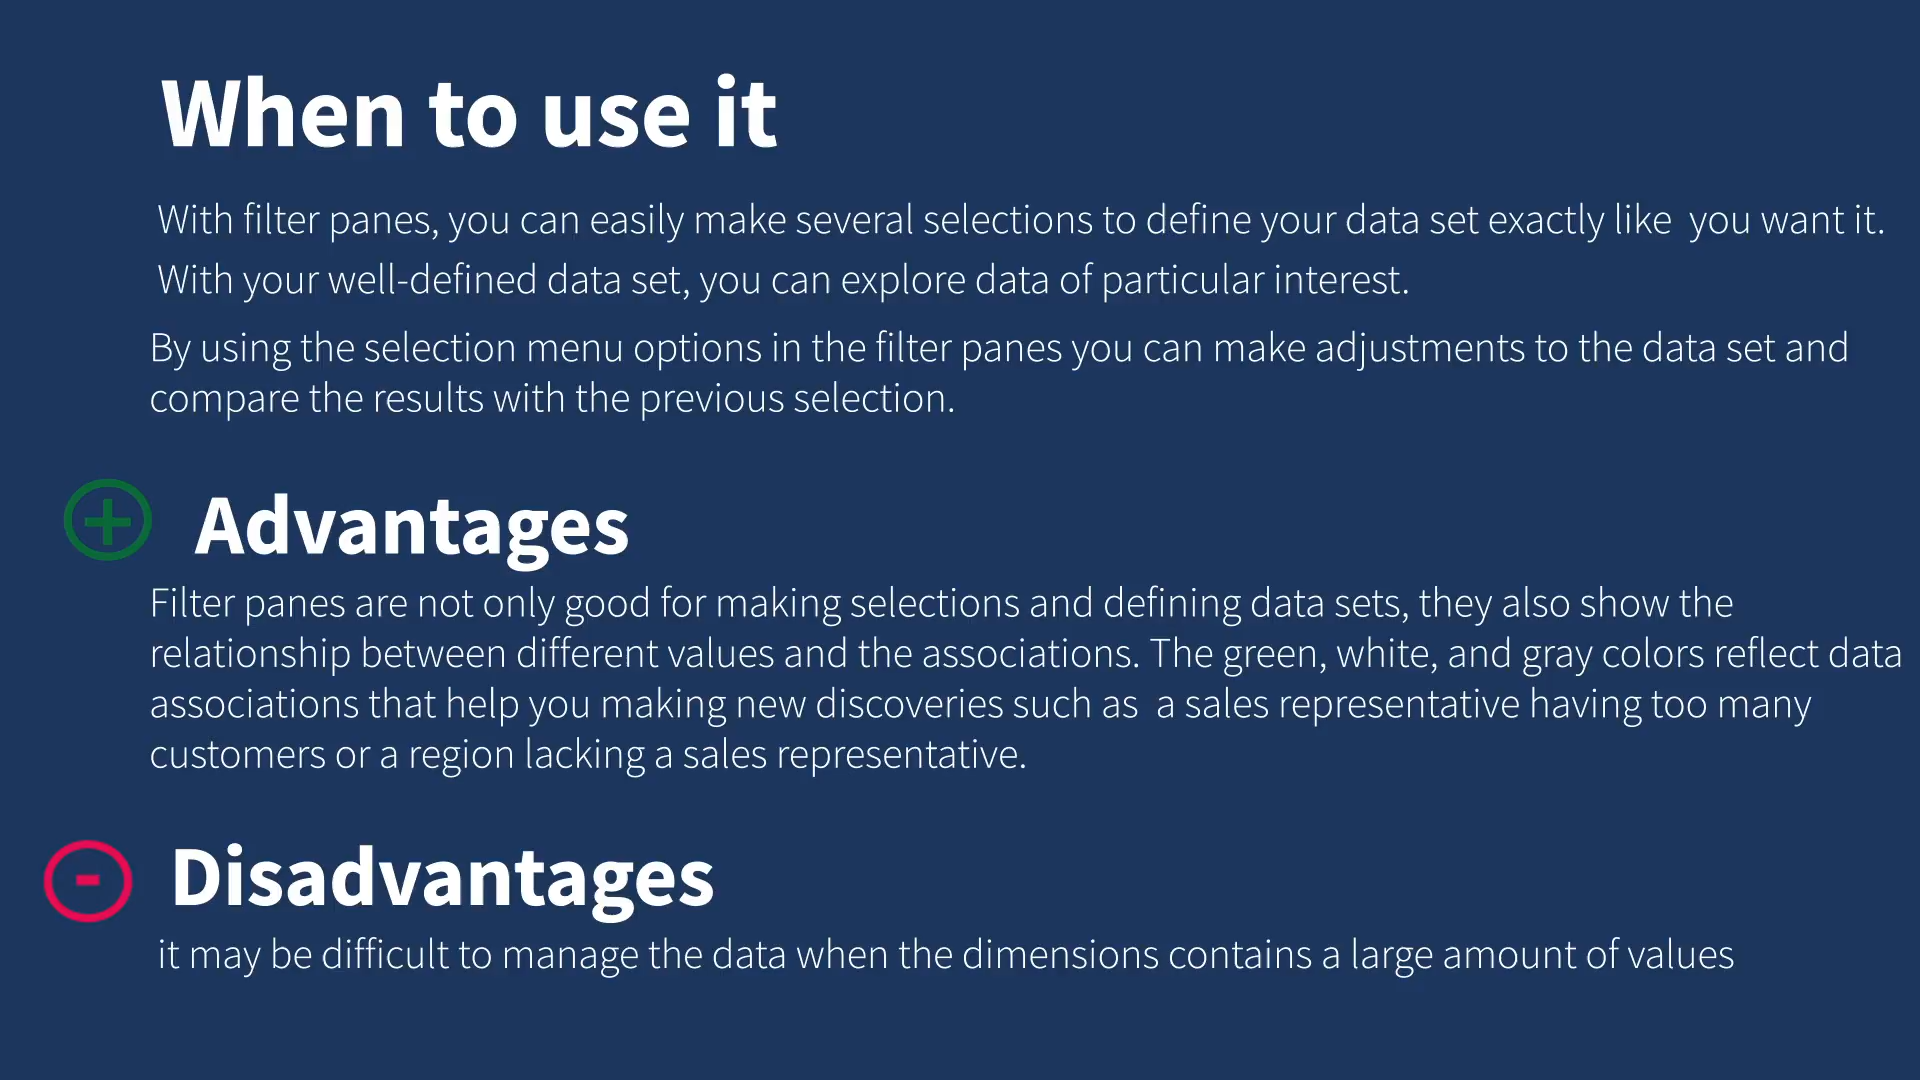 When to use it
With filter panes, you can easily make several selections to define your data set exactly like  you want it.
With your well-defined data set, you can explore data of particular interest.
By using the selection menu options in the filter panes you can make adjustments to the data set and
compare the results with the previous selection.
Advantages
Filter panes are not only good for making selections and defining data sets, they also show the
relationship between different values and the associations. The green, white, and gray colors reflect data
associations that help you making new discoveries such as  a sales representative having too many
customers or a region lacking a sales representative.
Disadvantages
it may be difficult to manage the data when the dimensions contains a large amount of values